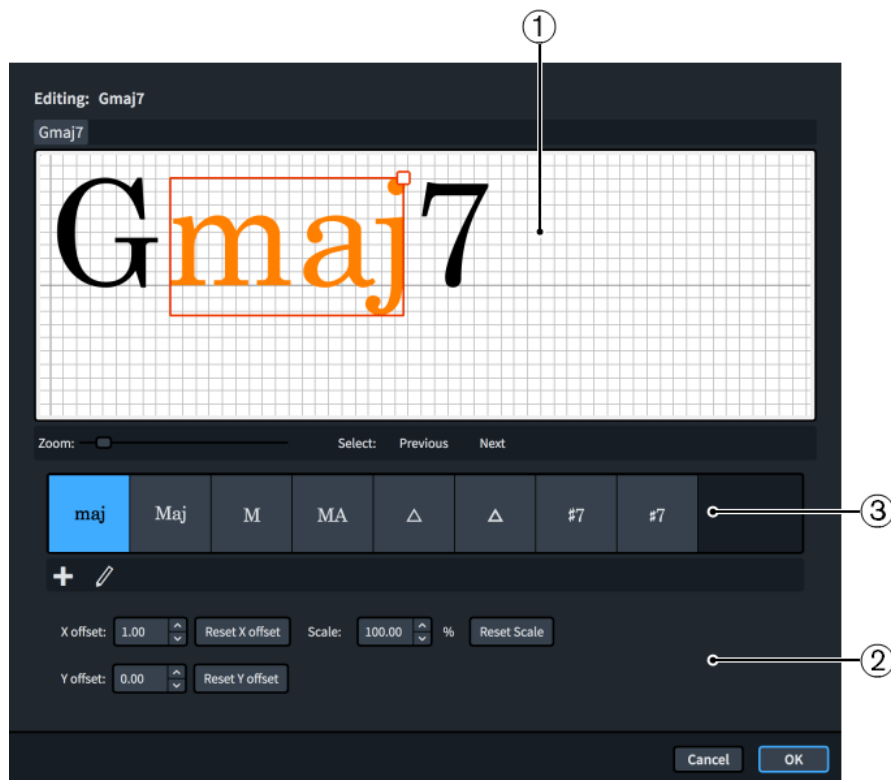 ①
Editing: Gmaj7
Gmaj7
Gmaj7
Zoom: Select: Previous Next
maj Maj M MA △ △ ♯7 ♯7
③
X offset: 1.00 Reset X offset Scale: 100.00 % Reset Scale
②
Y offset: 0.00 Reset Y offset
Cancel OK